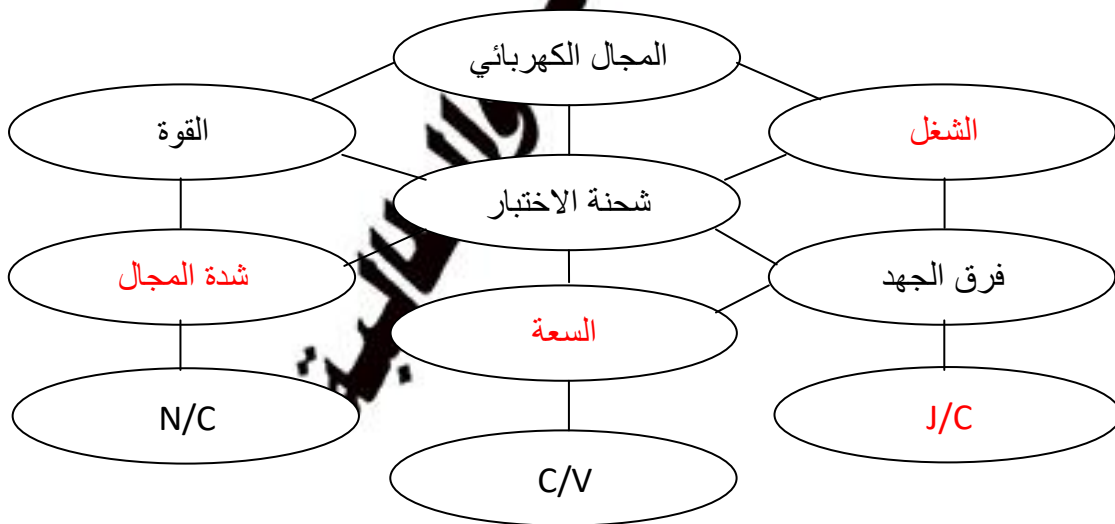 المجال الكهربائي
القوة
الشغل
شحنة الاختبار
شدة المجال
فرق الجهد
السعة
N/C
J/C
C/V